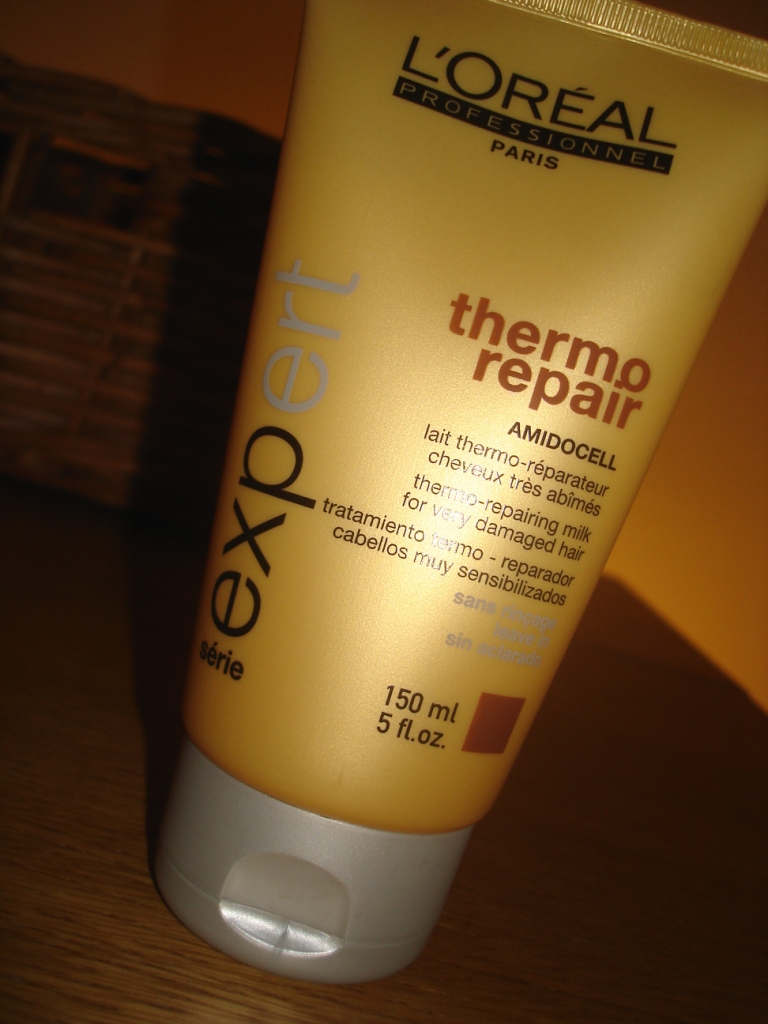 L'ORÉAL
PROFESSIONNEL
PARIS
thermo
repair
AMIDOCELL
lait thermo-réparateur
cheveux très abîmés
thermo-repairing milk
for very damaged hair
tratamiento termo - reparador
cabellos muy sensibilizados
sans rinçage
leave in
sin aclarado
150 ml
5 fl.oz.
série
expert